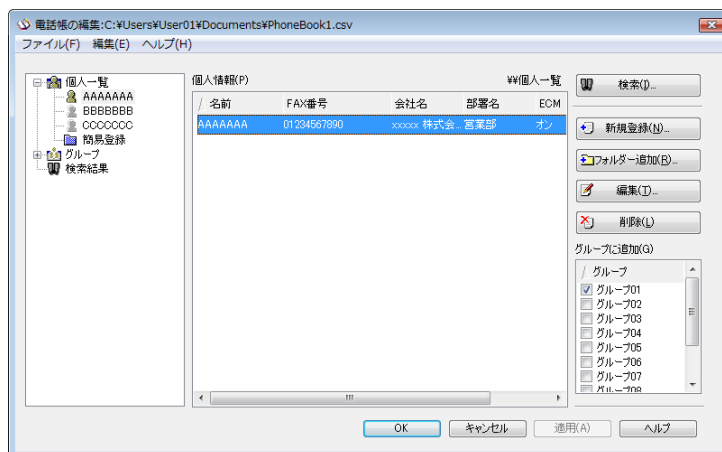 電話帳の編集:C:¥Users¥User01¥Documents¥PhoneBook1.csv
ファイル(F) 編集(E) ヘルプ(H)
個人一覧
AAAAAAA
BBBBBBB
CCCCCCC
簡易登録
グループ
検索結果
個人情報(P) ¥¥個人一覧
/ 名前 FAX番号 会社名 部署名 ECM
AAAAAAA 01234567890 xxxxx 株式会... 営業部 オン
検索(J)...
新規登録(N)...
フォルダー追加(R)...
編集(T)...
削除(L)
グループに追加(G)
/ グループ
グループ01
グループ02
グループ03
グループ04
グループ05
グループ06
グループ07
グループ08
OK キャンセル 適用(A) ヘルプ